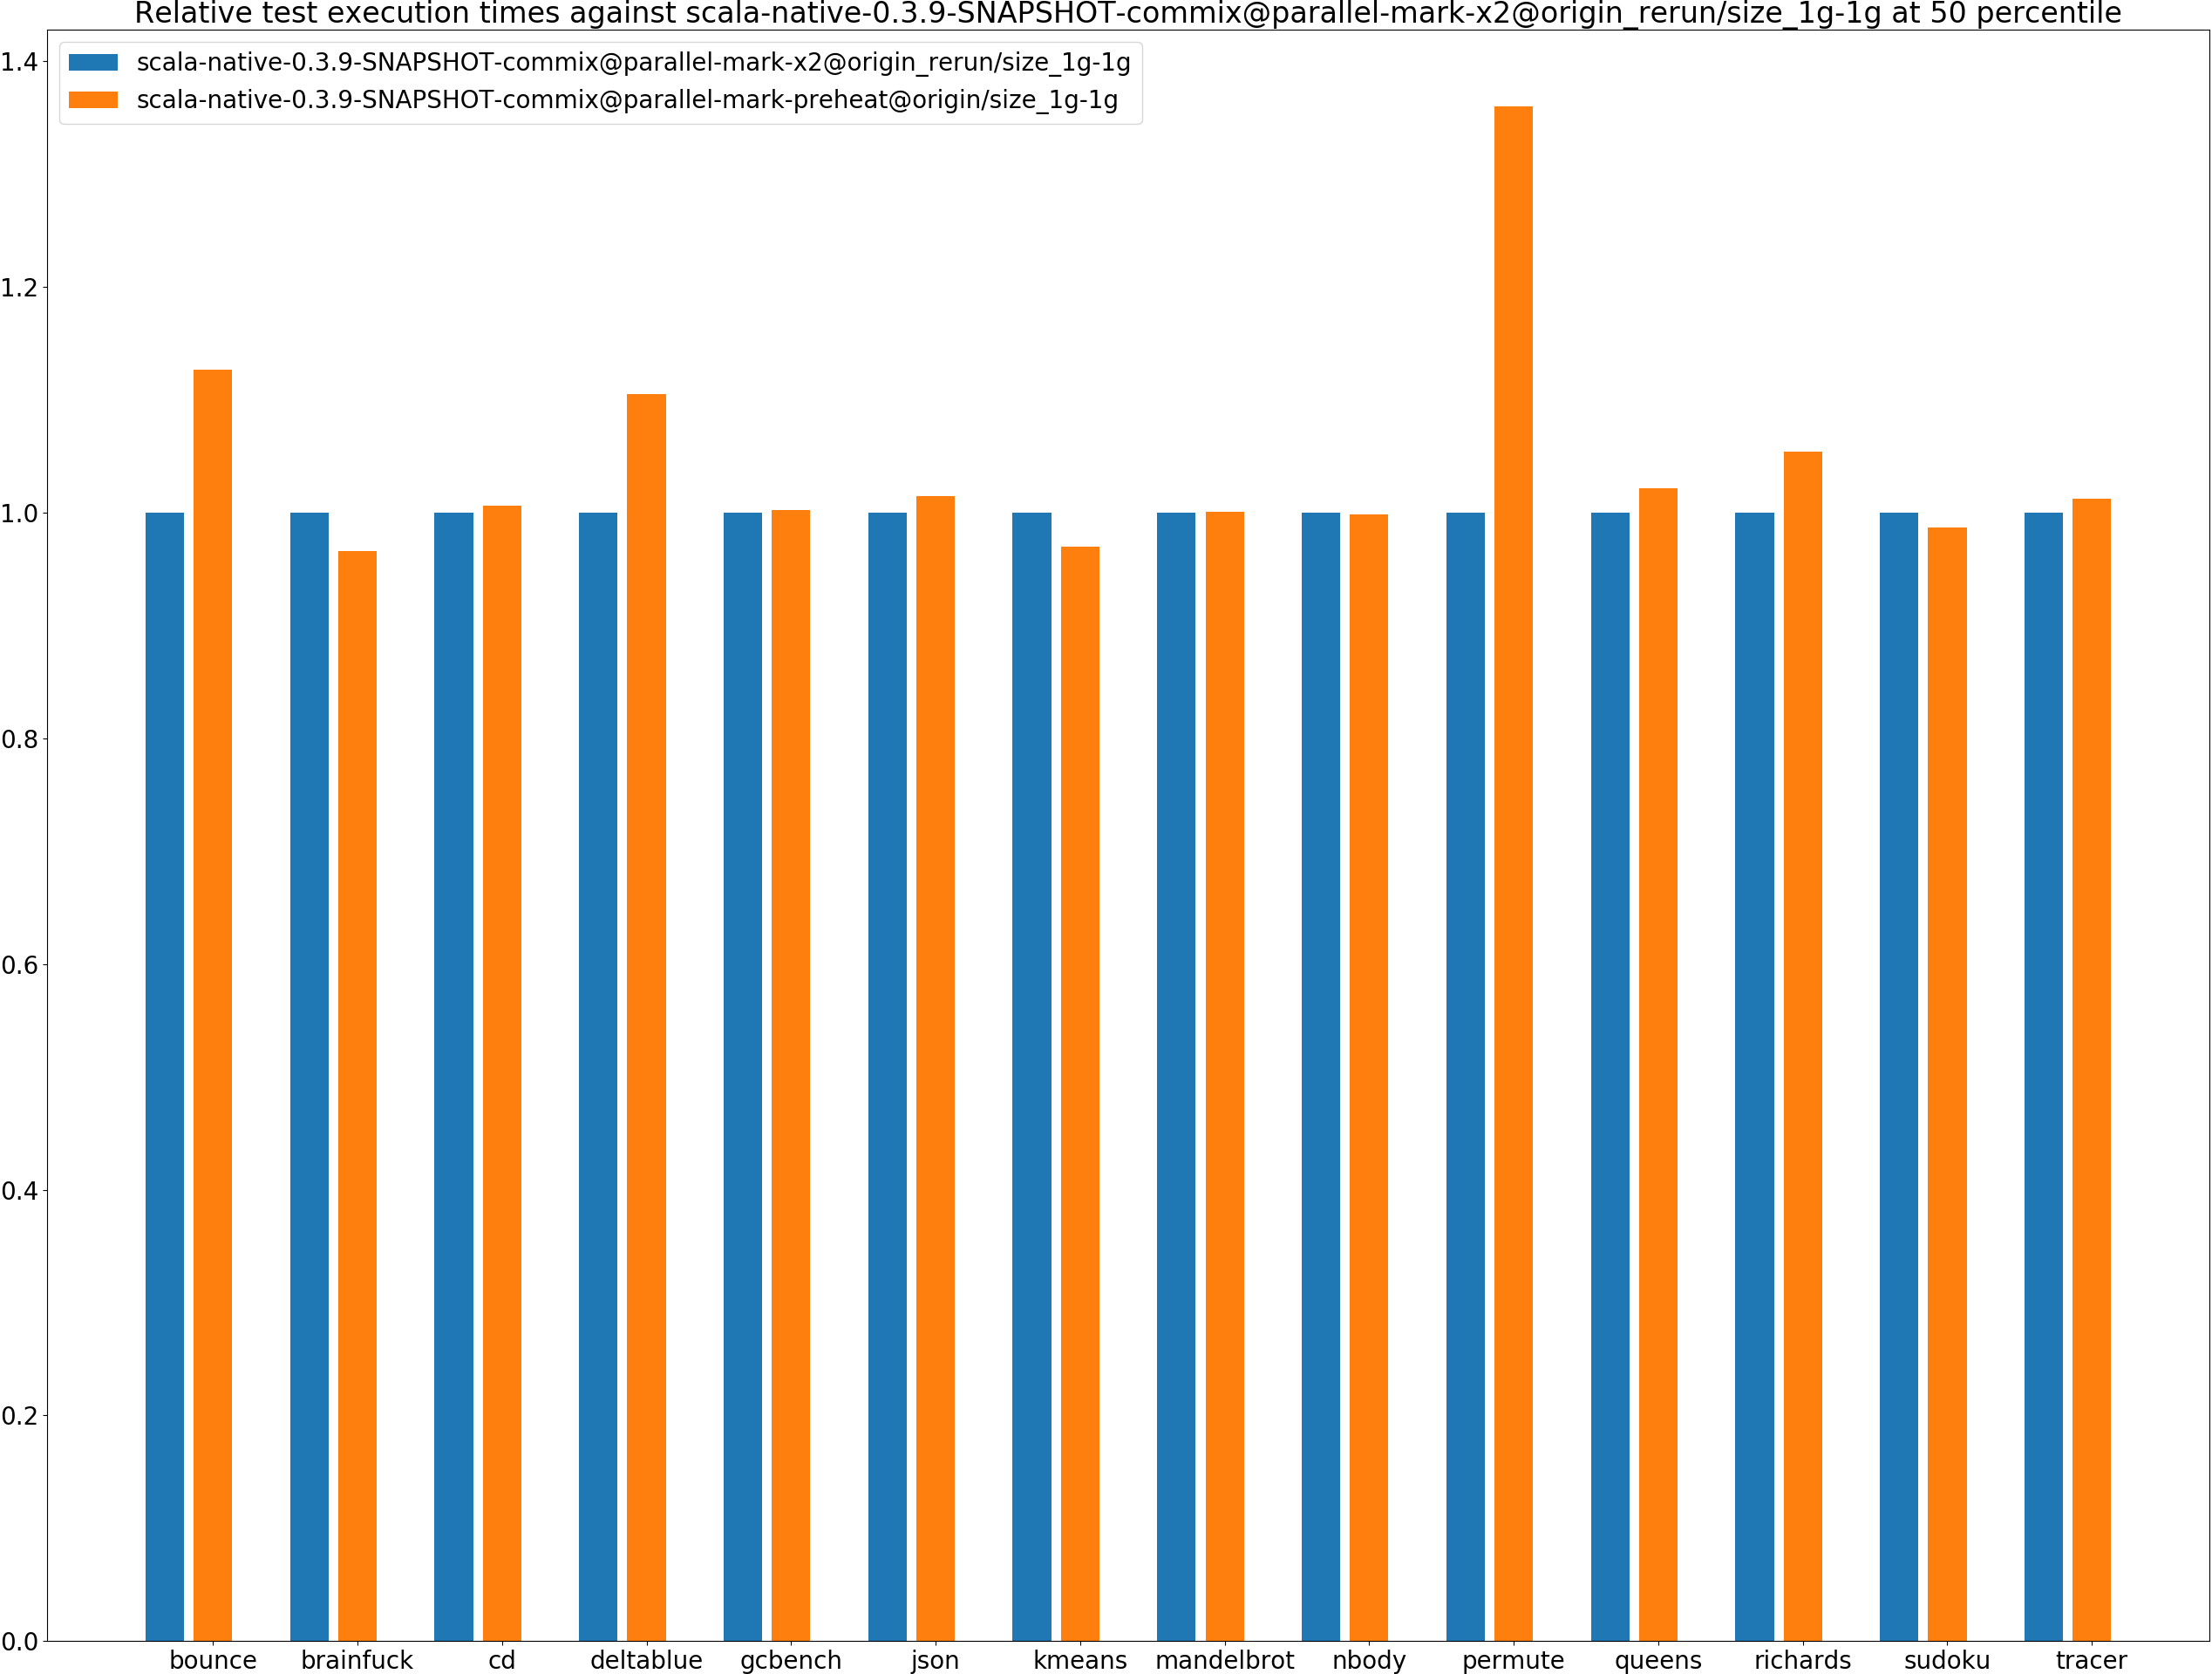 Relative test execution times against scala-native-0.3.9-SNAPSHOT-commix@parallel-mark-x2@origin_rerun/size_1g-1g at 50 percentile
scala-native-0.3.9-SNAPSHOT-commix@parallel-mark-x2@origin_rerun/size_1g-1g
scala-native-0.3.9-SNAPSHOT-commix@parallel-mark-preheat@origin/size_1g-1g
1.4
1.2
1.0
0.8
0.6
0.4
0.2
0.0
bounce brainfuck cd deltablue gcbench json kmeans mandelbrot nbody permute queens richards sudoku tracer